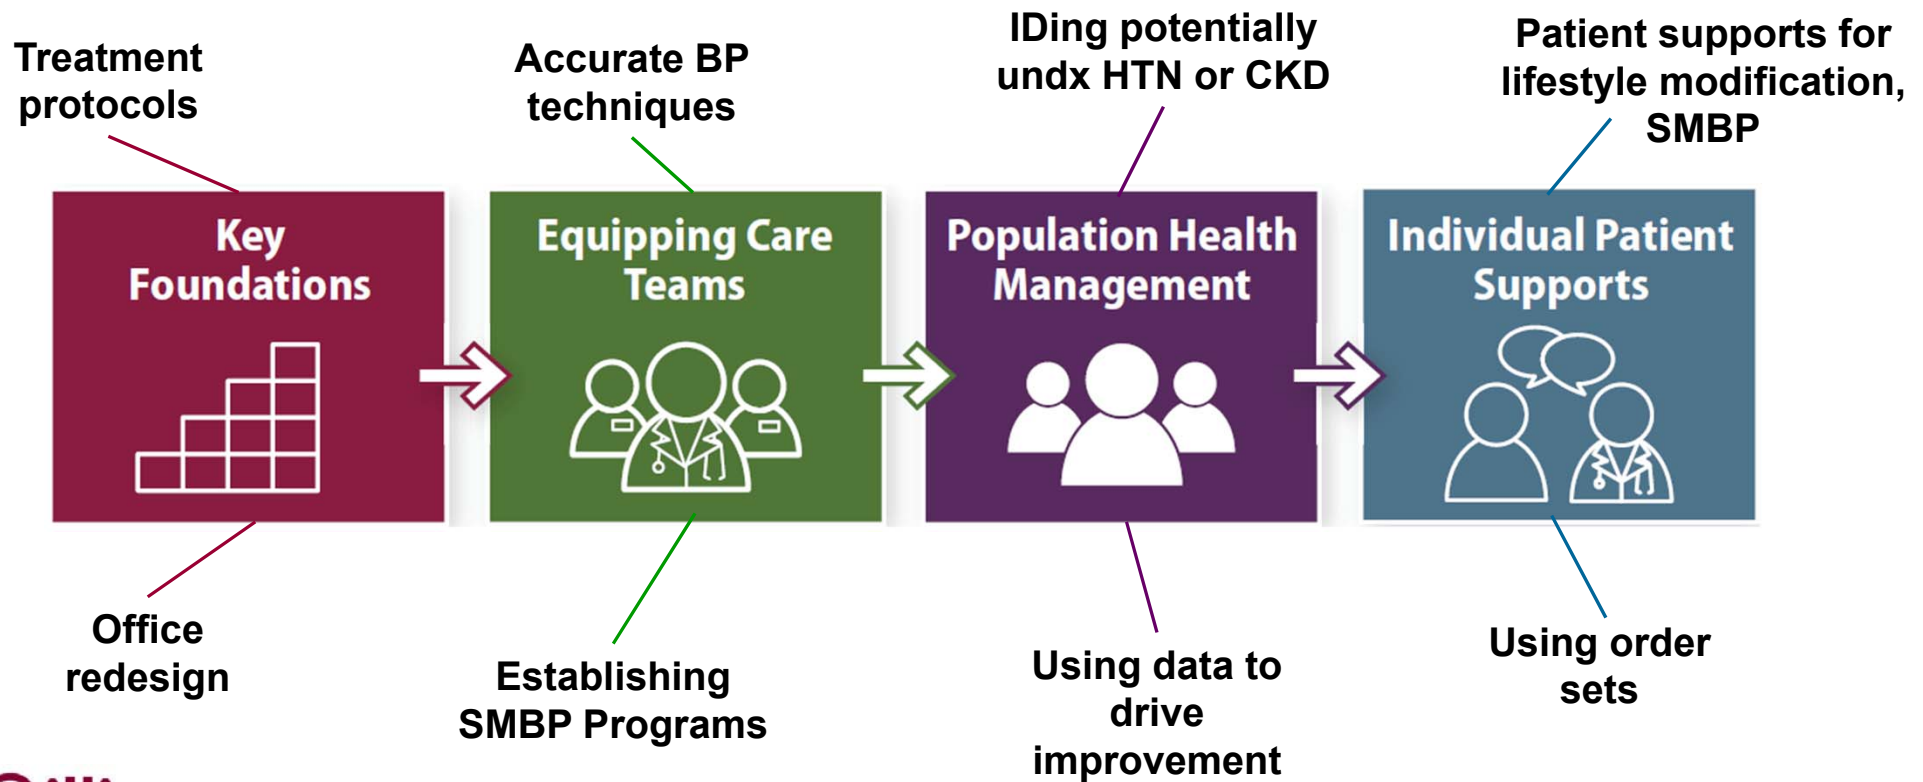 Treatment
protocols
Accurate BP
techniques
IDing potentially
undx HTN or CKD
Patient supports for
lifestyle modification,
SMBP
Key
Foundations
Equipping Care
Teams
Population Health
Management
Individual Patient
Supports
Office
redesign
Establishing
SMBP Programs
Using data to
drive
improvement
Using order
sets